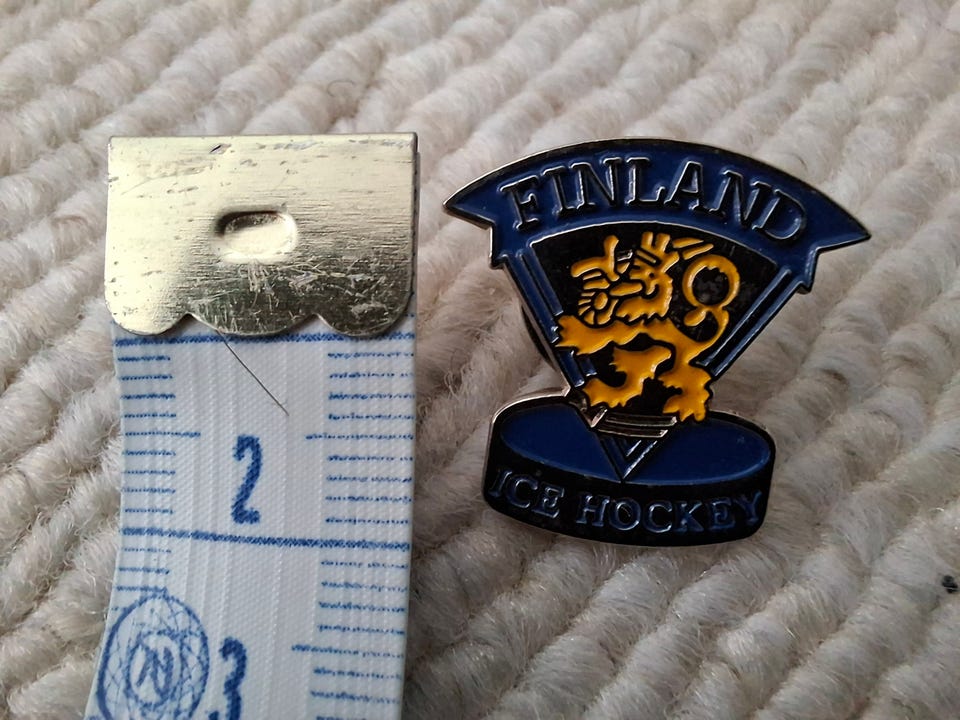 FINLAND
ICE HOCKEY
2
3